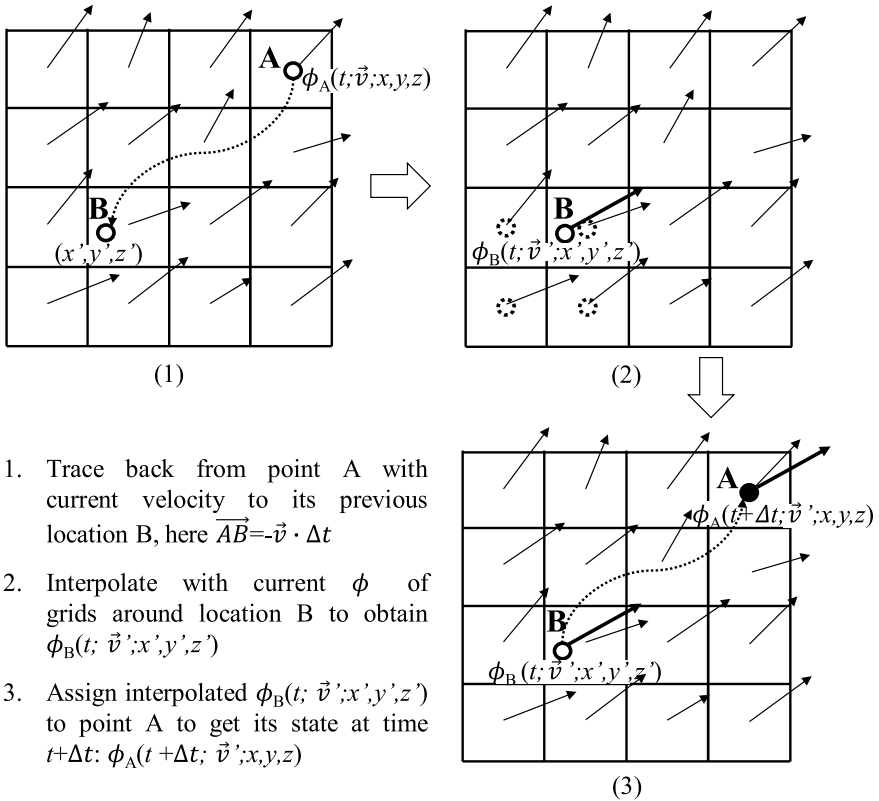 A
ϕA(t;v⃗;x,y,z)
B
(x’,y’,z’)
(1)
B
ϕB(t;v⃗’;x’,y’,z’)
(2)
1. Trace back from point A with
current velocity to its previous
location B, here A͞B⃗=-v⃗ · Δt
2. Interpolate with current ϕ of
grids around location B to obtain
ϕB(t; v⃗’;x’,y’,z’)
3. Assign interpolated ϕB(t; v⃗’;x’,y’,z’)
to point A to get its state at time
t+Δt: ϕA(t +Δt; v⃗’;x,y,z)
A
ϕA(t+Δt;v⃗’;x,y,z)
B
ϕB(t;v⃗’;x’,y’,z’)
(3)